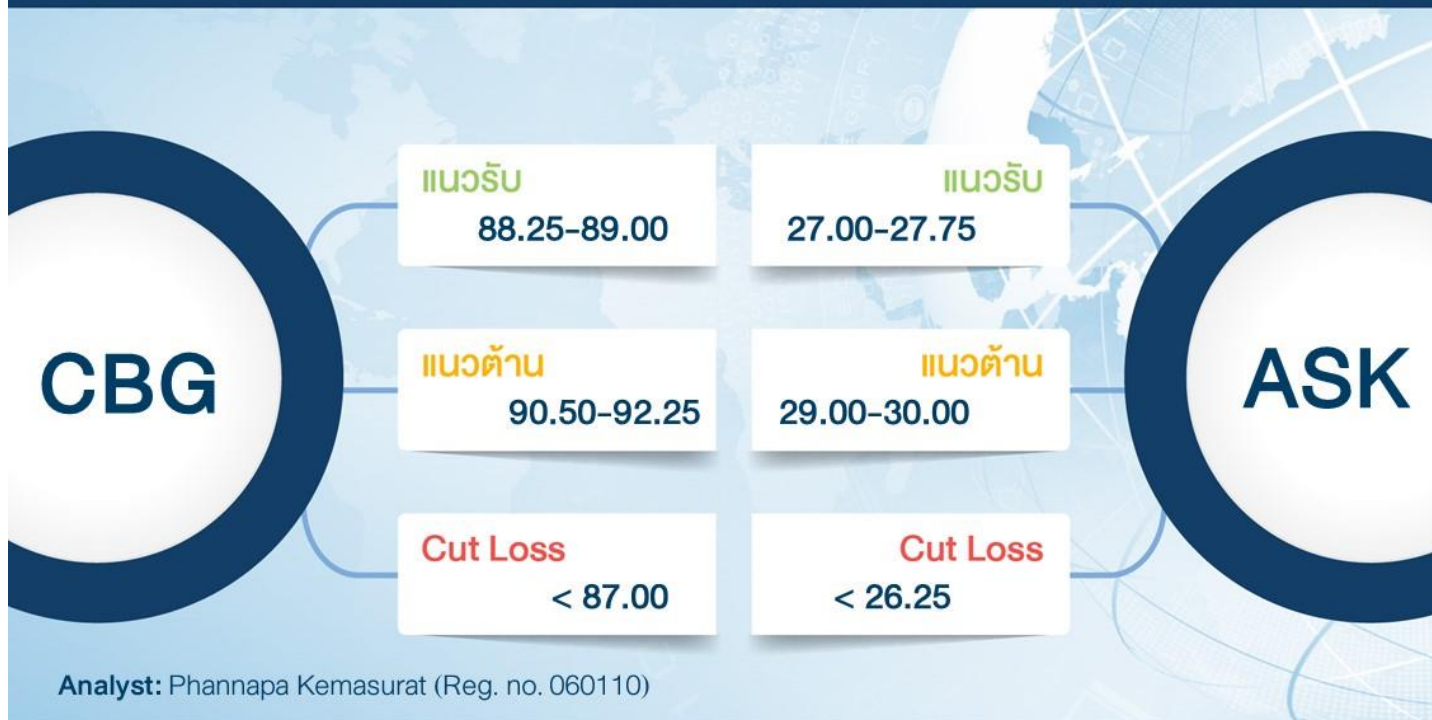 CBG
แนวรับ
88.25-89.00
แนวต้าน
90.50-92.25
Cut Loss
< 87.00
แนวรับ
27.00-27.75
แนวต้าน
29.00-30.00
Cut Loss
< 26.25
ASK
Analyst: Phannapa Kemasurat (Reg. no. 060110)